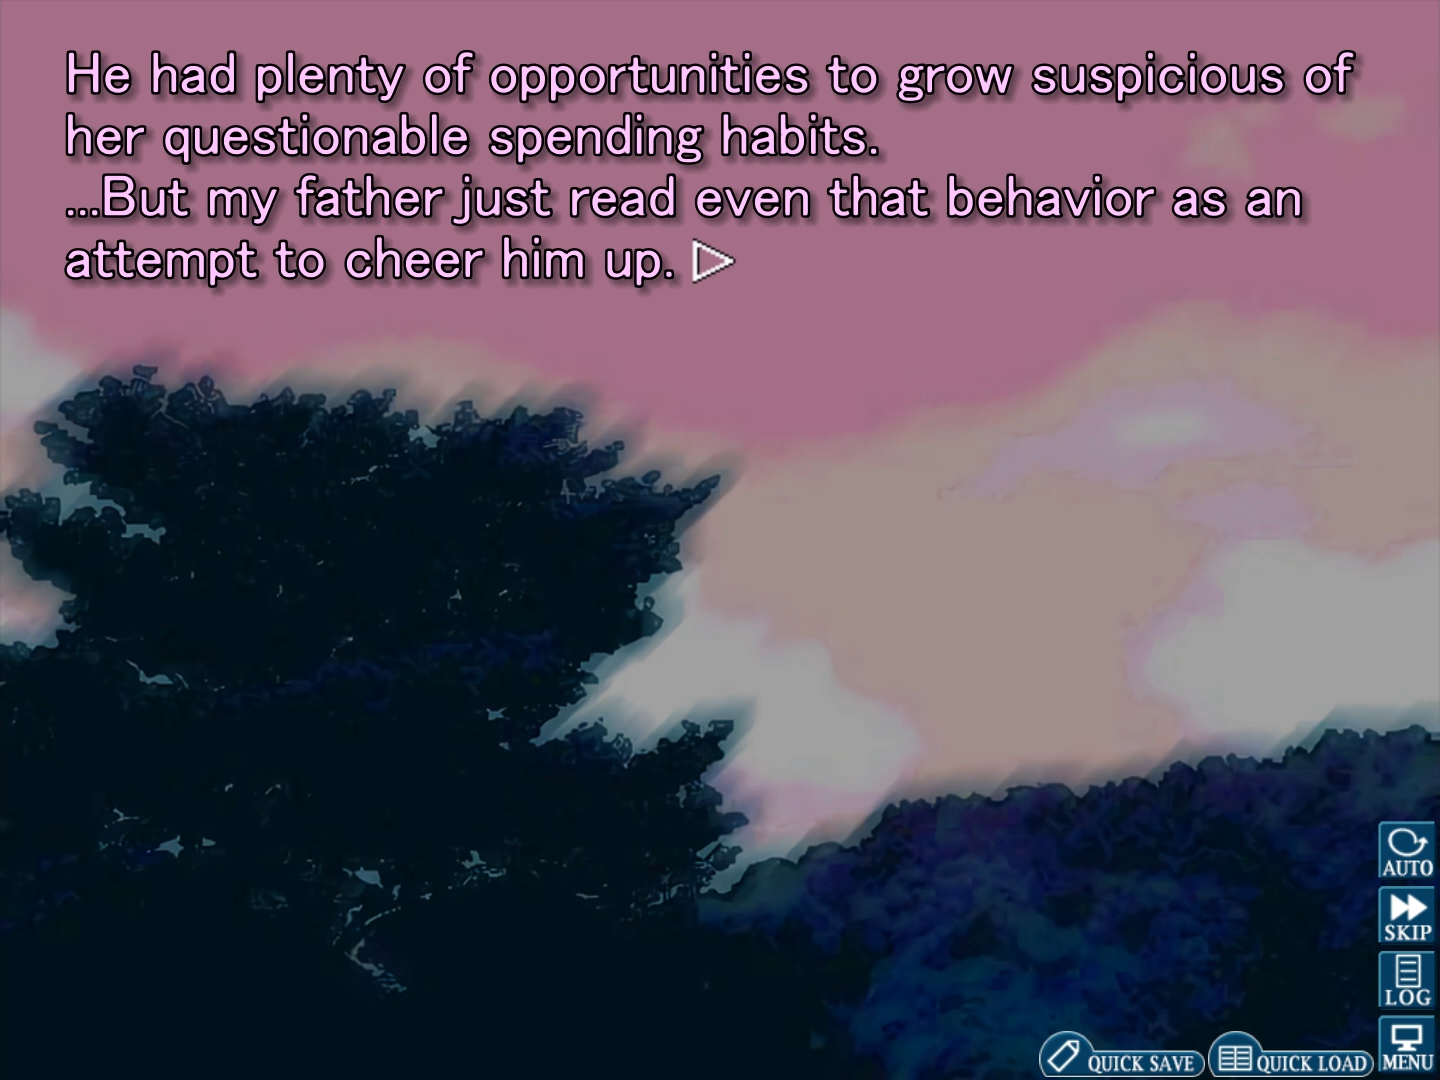 He had plenty of opportunities to grow suspicious of
her questionable spending habits.
...But my father just read even that behavior as an
attempt to cheer him up.
AUTO
SKIP
LOG
QUICK SAVE
QUICK LOAD
MENU